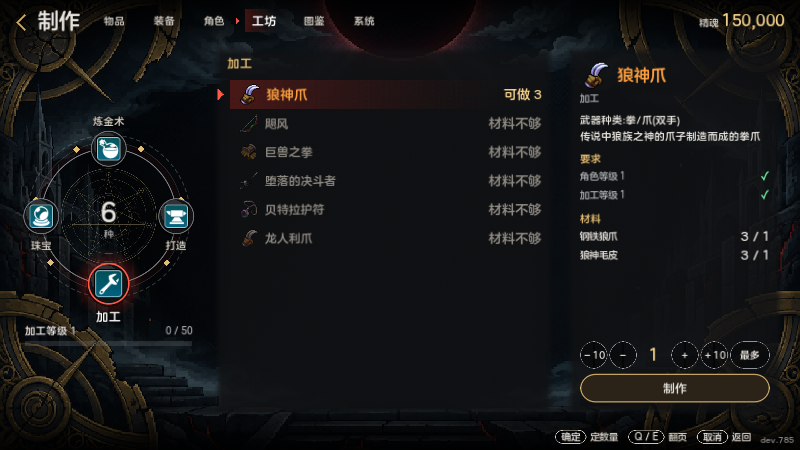 制作
物品 装备 角色 工坊 图鉴 系统
精魂 150,000
炼金术
珠宝
6
种
打造
加工
加工等级 1 0 / 50
加工
狼神爪 可做 3
飓风 材料不够
巨兽之拳 材料不够
堕落的决斗者 材料不够
贝特拉护符 材料不够
龙人利爪 材料不够
狼神爪
加工
武器种类:拳/爪(双手)
传说中狼族之神的爪子制造而成的拳爪
要求
角色等级 1 ✓
加工等级 1 ✓
材料
钢铁狼爪 3 / 1
狼神毛皮 3 / 1
−10 − 1 + +10 最多
制作
确定 定数量 Q / E 翻页 取消 返回
dev.785